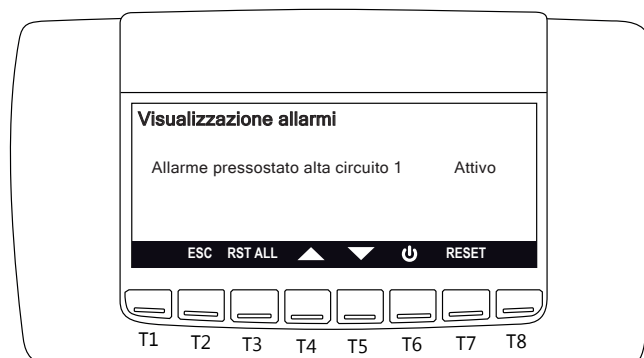 Visualizzazione allarmi
Allarme pressostato alta circuito 1 Attivo
ESC RST ALL RESET
T1 T2 T3 T4 T5 T6 T7 T8